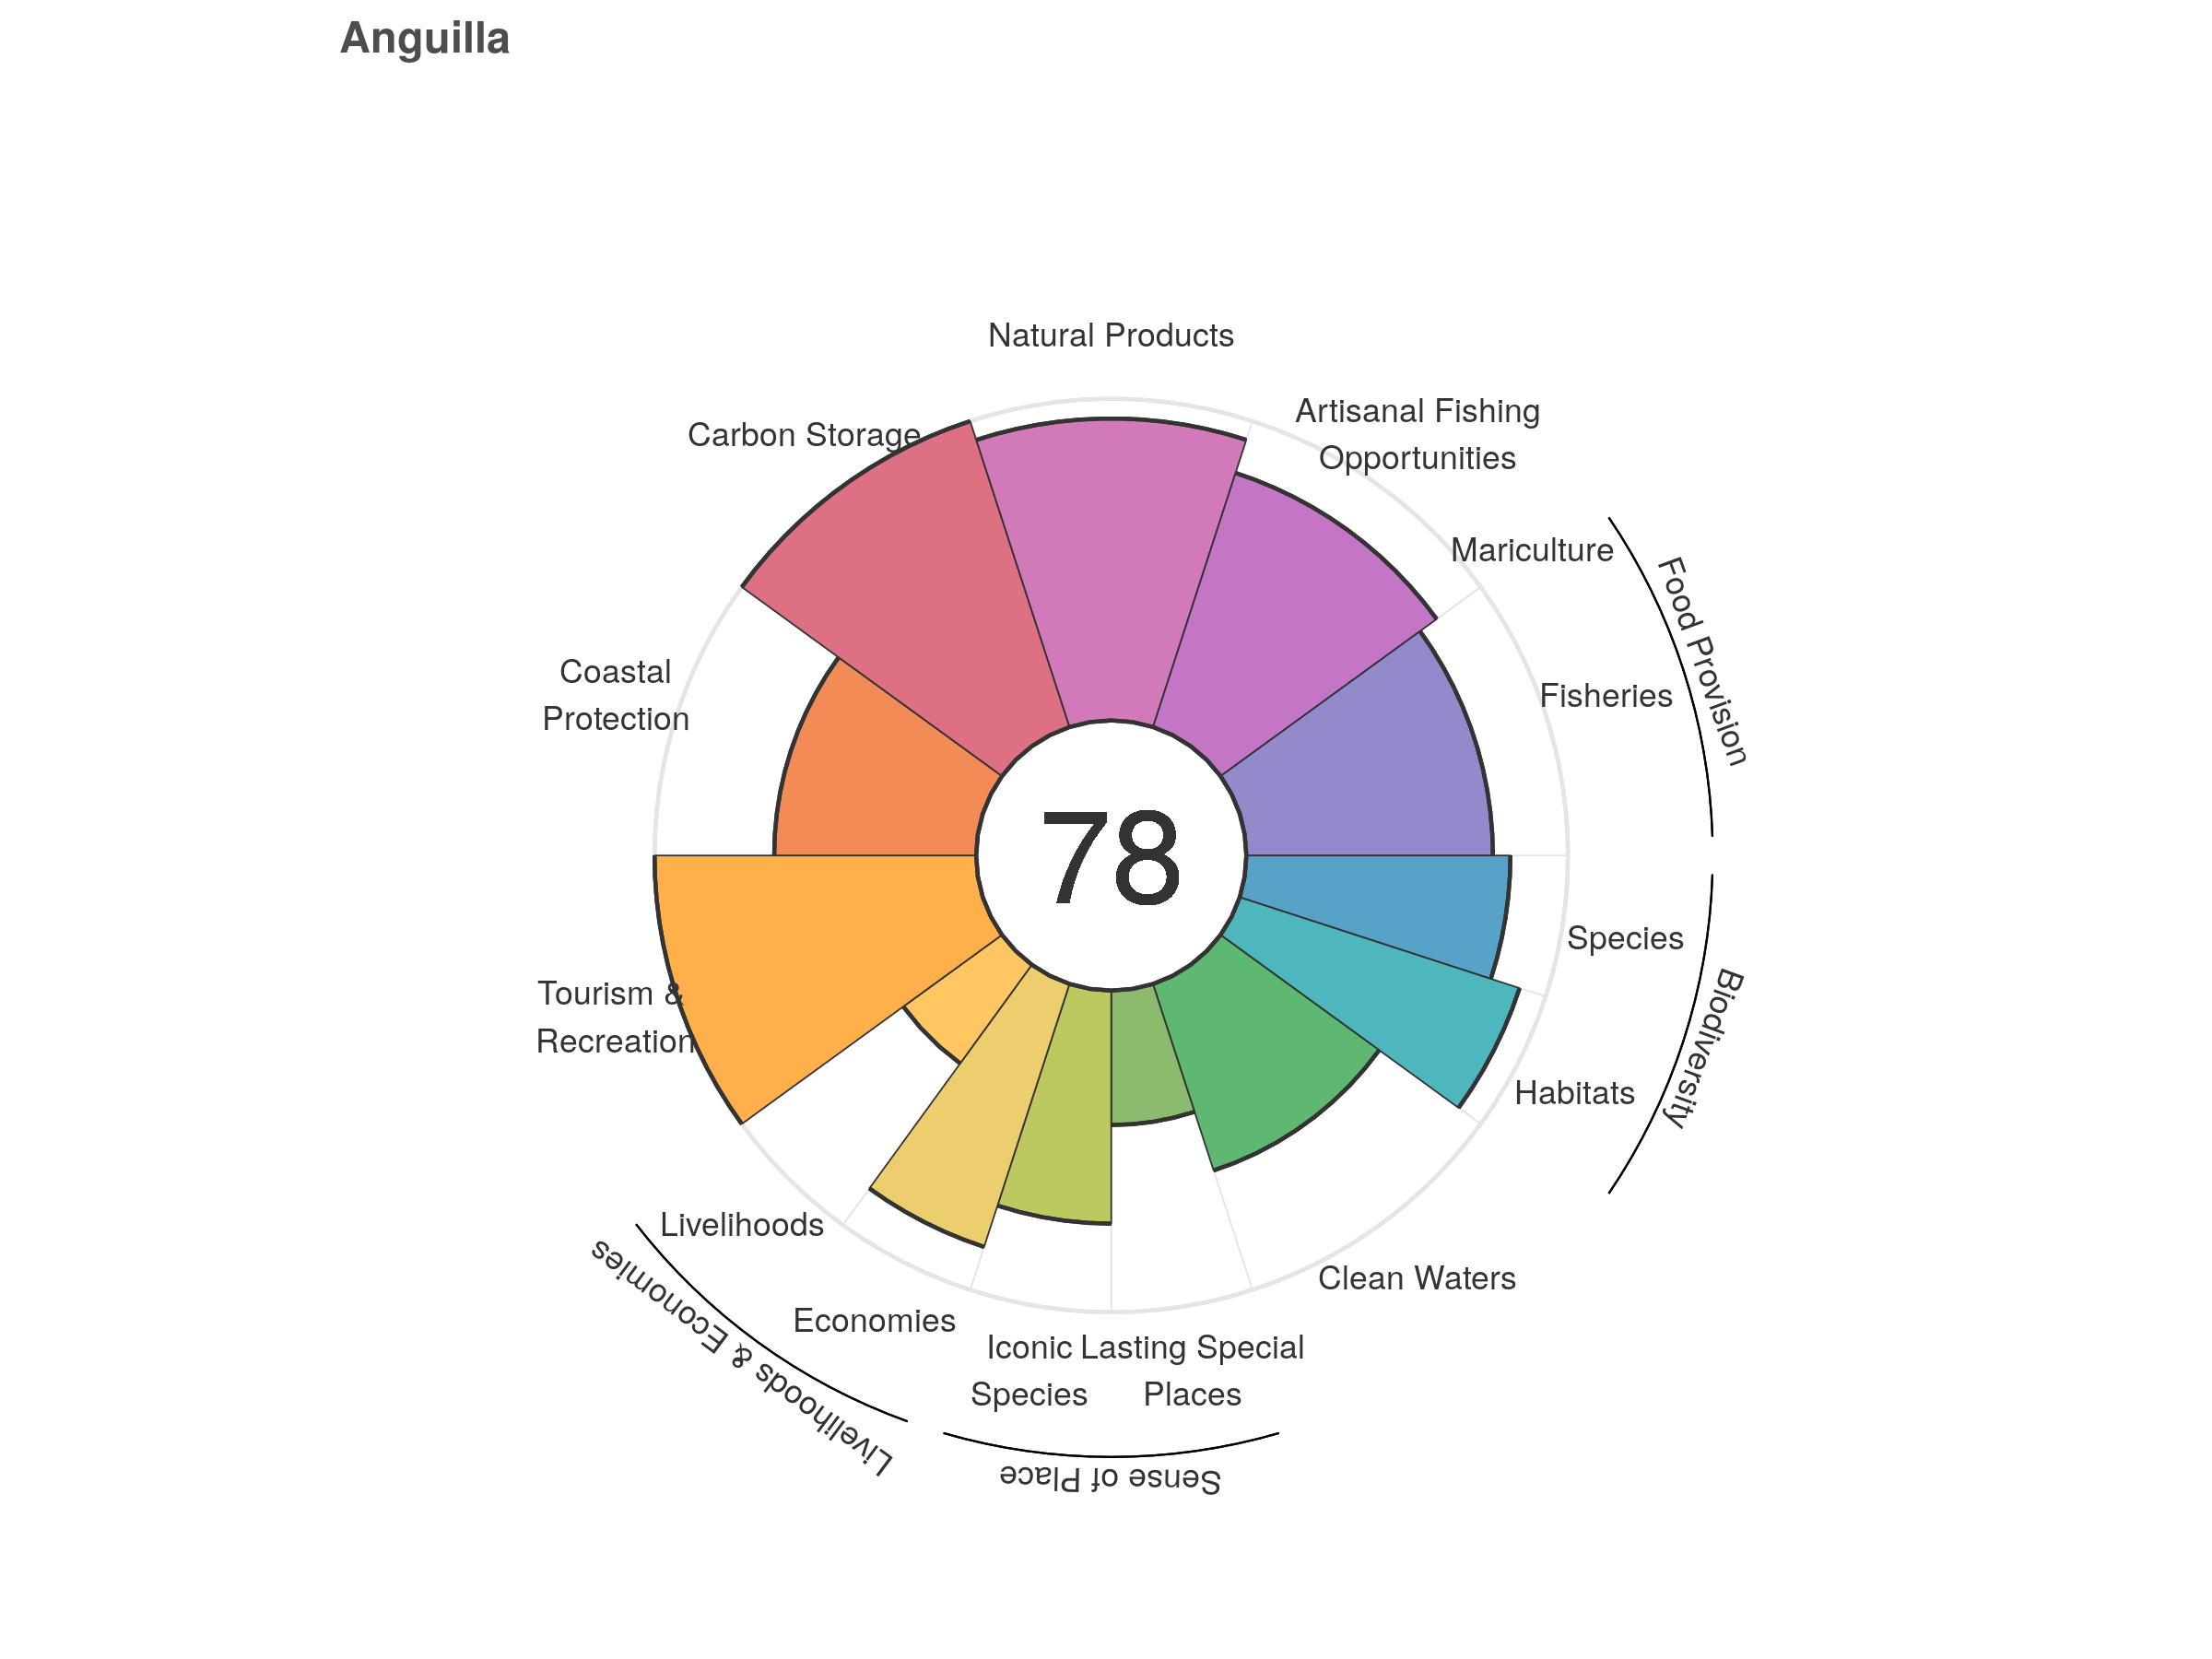 Anguilla
Natural Products
Artisanal Fishing
Opportunities
Carbon Storage
Mariculture
Food Provision
Fisheries
Coastal
Protection
78
Species
Biodiversity
Tourism &
Recreation
Habitats
Livelihoods
Clean Waters
Livelihoods & Economies
Economies
Iconic
Species
Lasting Special
Places
Sense of Place